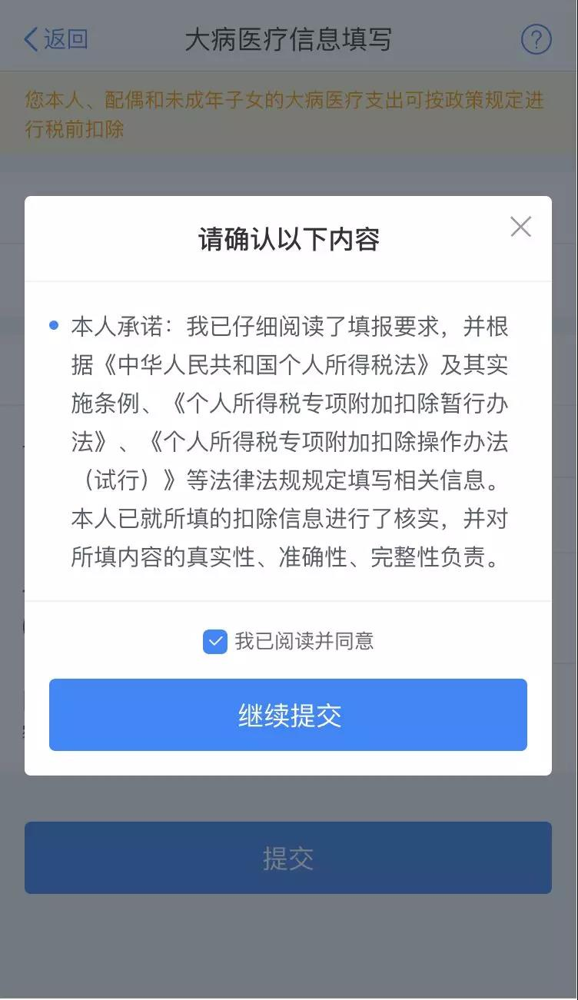 返回
大病医疗信息填写
?
您本人、配偶和未成年子女的大病医疗支出可按政策规定进
行税前扣除
请确认以下内容
本人承诺：我已仔细阅读了填报要求，并根
据《中华人民共和国个人所得税法》及其实
施条例、《个人所得税专项附加扣除暂行办
法》、《个人所得税专项附加扣除操作办法
（试行）》等法律法规规定填写相关信息。
本人已就所填的扣除信息进行了核实，并对
所填内容的真实性、准确性、完整性负责。
我已阅读并同意
继续提交
提交